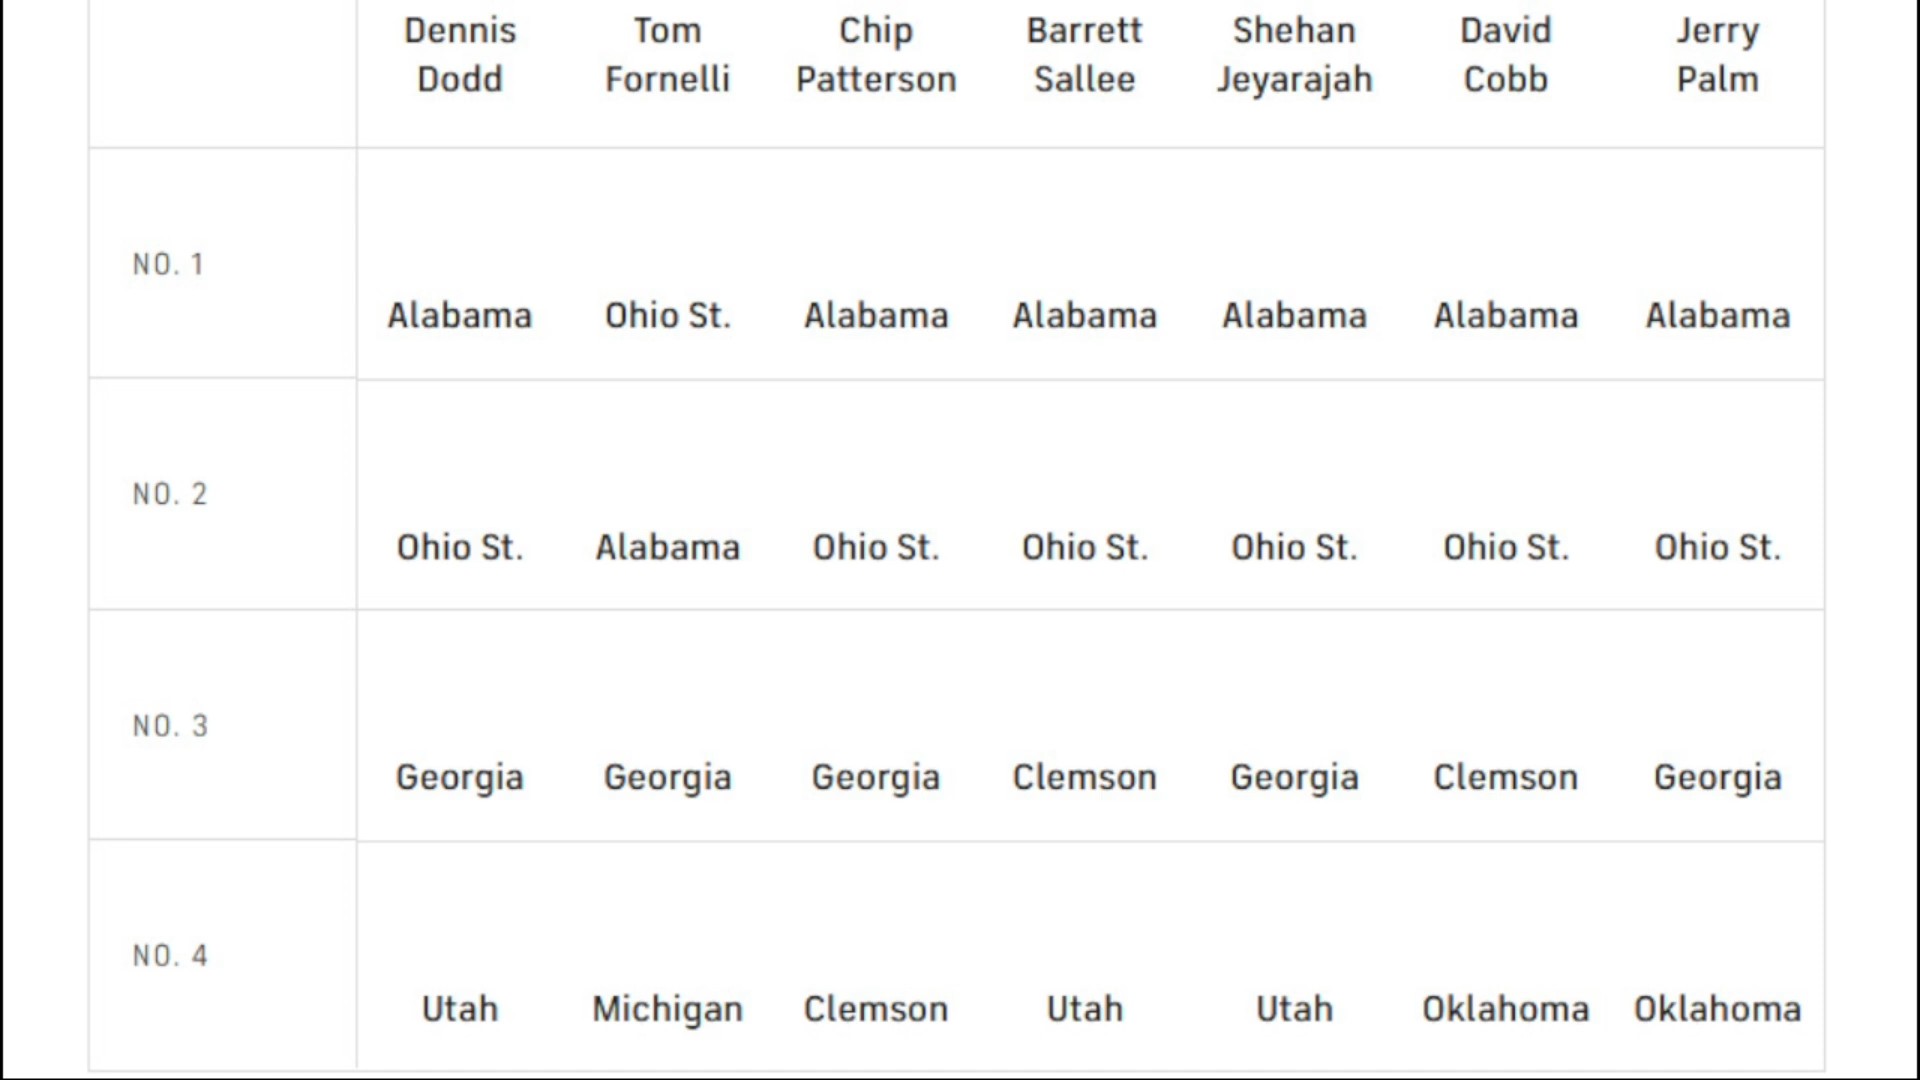 Dennis Dodd Tom Fornelli Chip Patterson Barrett Sallee Shehan Jeyarajah David Cobb Jerry Palm
NO. 1 Alabama Ohio St. Alabama Alabama Alabama Alabama Alabama
NO. 2 Ohio St. Alabama Ohio St. Ohio St. Ohio St. Ohio St. Ohio St.
NO. 3 Georgia Georgia Georgia Clemson Georgia Clemson Georgia
NO. 4 Utah Michigan Clemson Utah Utah Oklahoma Oklahoma